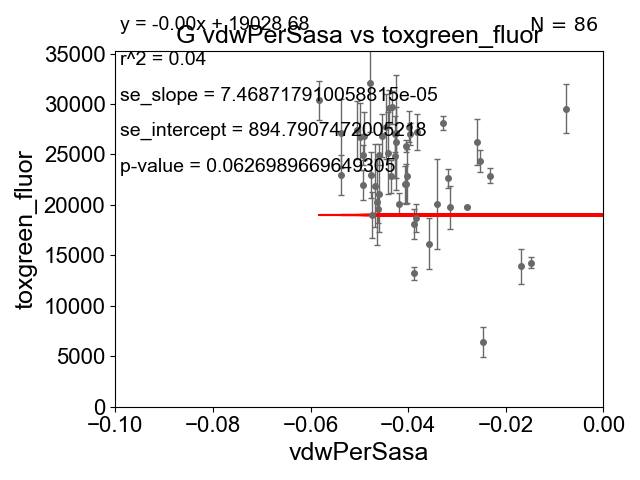 y = -0.00x + 19028.68
N = 86
G vdwPerSasa vs toxgreen_fluor
r^2 = 0.04
se_slope = 7.468717910058815e-05
se_intercept = 894.7907472005218
p-value = 0.0626989669649305
35000
30000
25000
20000
15000
10000
5000
0
toxgreen_fluor
−0.10 −0.08 −0.06 −0.04 −0.02 0.00
vdwPerSasa